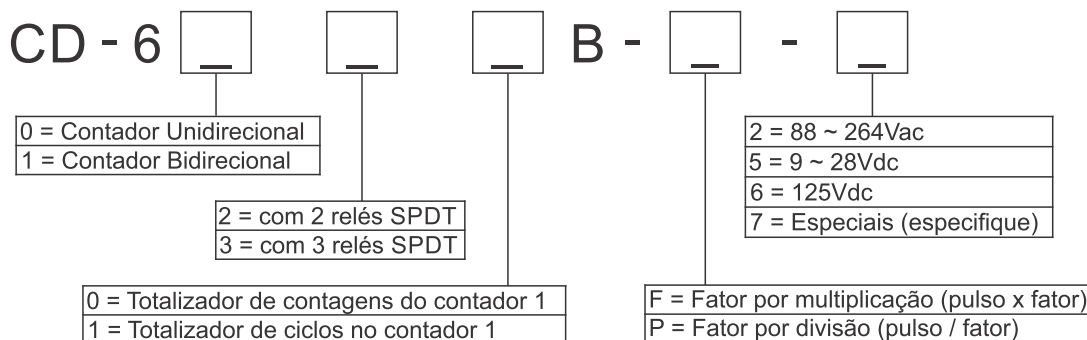 CD - 6 _ _ _ B - _ - _
0 = Contador Unidirecional
1 = Contador Bidirecional
2 = com 2 relés SPDT
3 = com 3 relés SPDT
0 = Totalizador de contagens do contador 1
1 = Totalizador de ciclos no contador 1
F = Fator por multiplicação (pulso x fator)
P = Fator por divisão (pulso / fator)
2 = 88 ~ 264Vac
5 = 9 ~ 28Vdc
6 = 125Vdc
7 = Especiais (especifique)